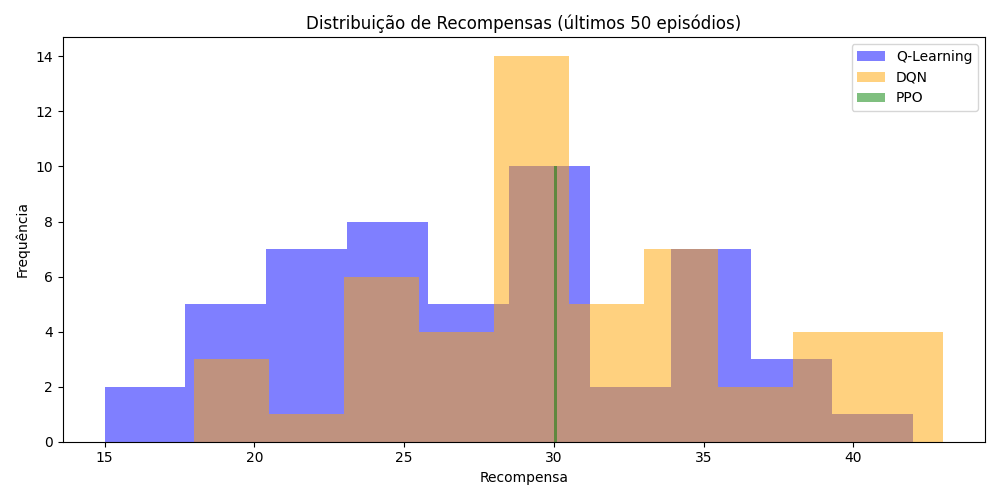 Distribuição de Recompensas (últimos 50 episódios)
Q-Learning
DQN
PPO
Frequência
14
12
10
8
6
4
2
0
15
20
25
30
35
40
Recompensa